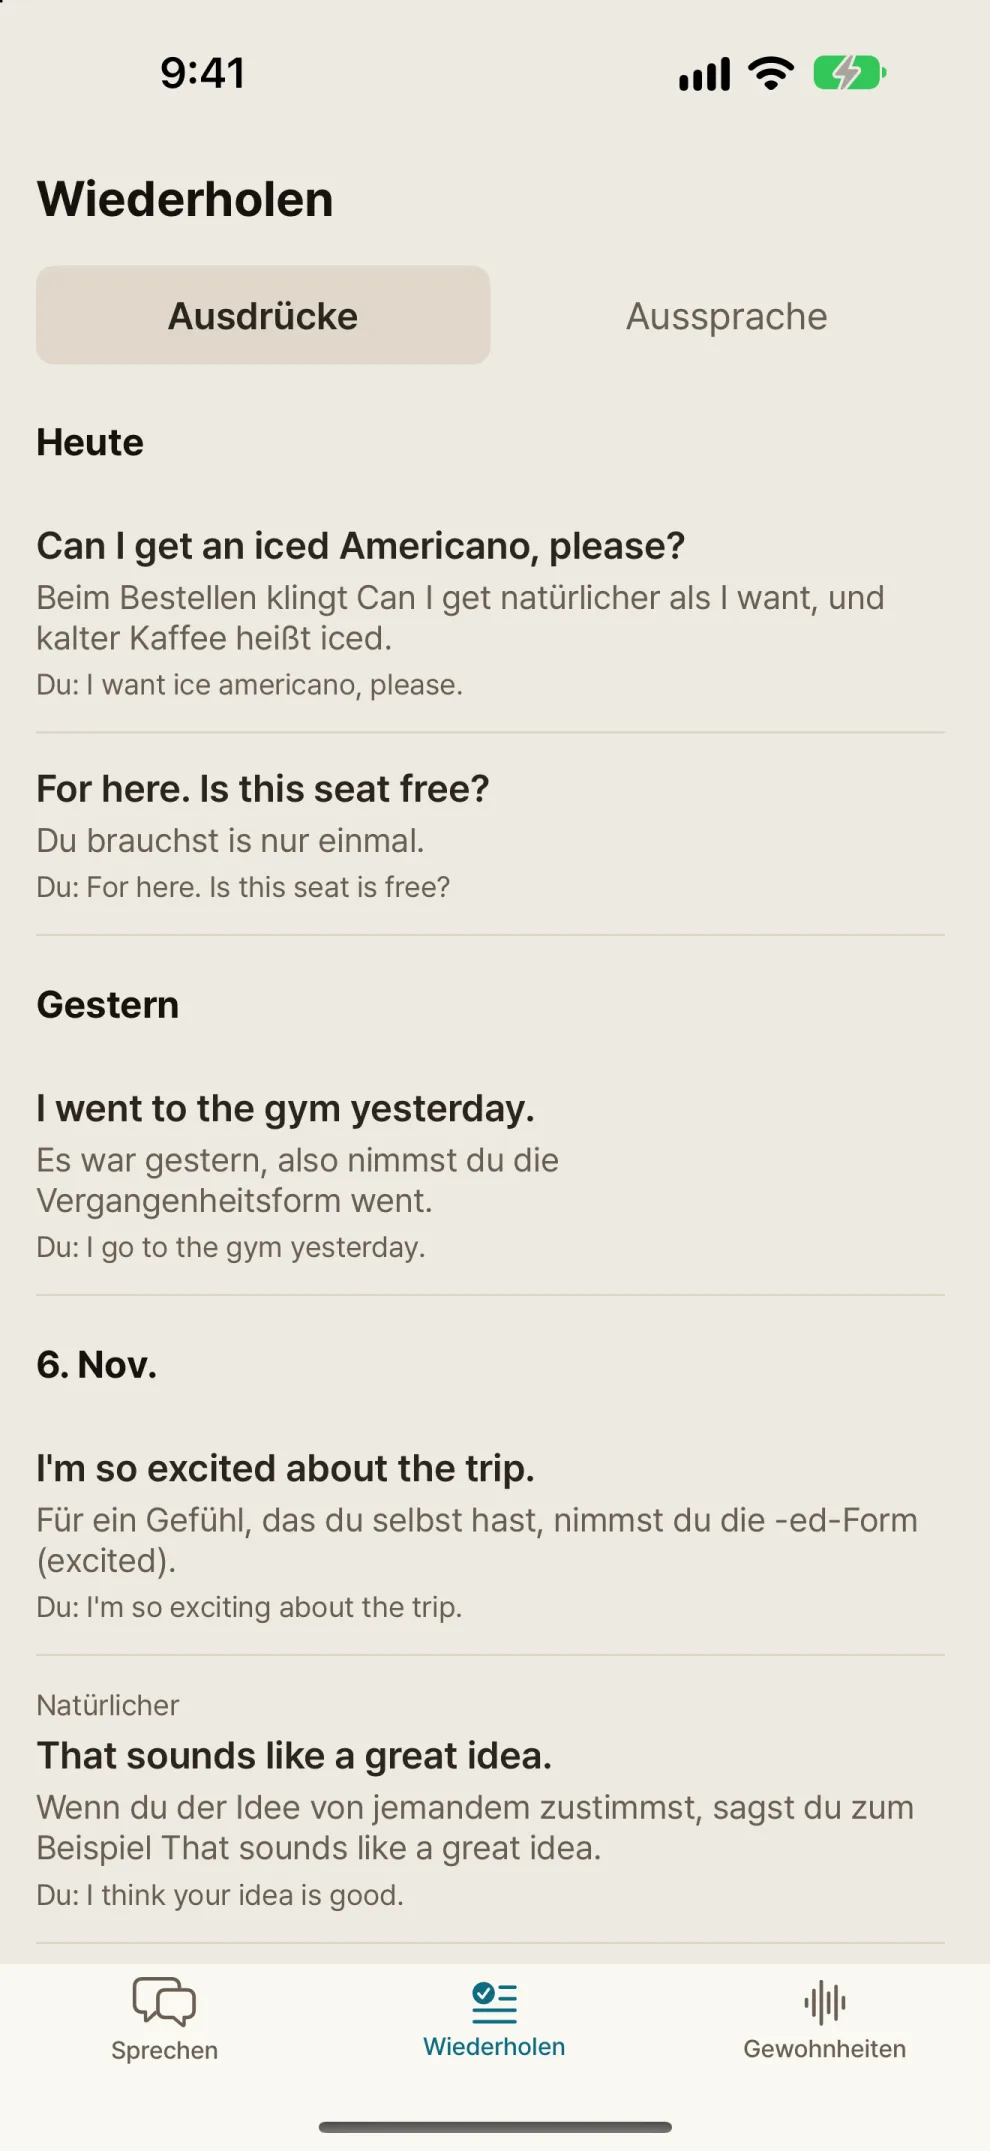 9:41
Wiederholen
Ausdrücke
Aussprache
Heute
Can I get an iced Americano, please?
Beim Bestellen klingt Can I get natürlicher als I want, und
kalter Kaffee heißt iced.
Du: I want ice americano, please.
For here. Is this seat free?
Du brauchst is nur einmal.
Du: For here. Is this seat is free?
Gestern
I went to the gym yesterday.
Es war gestern, also nimmst du die
Vergangenheitsform went.
Du: I go to the gym yesterday.
6. Nov.
I'm so excited about the trip.
Für ein Gefühl, das du selbst hast, nimmst du die -ed-Form
(excited).
Du: I'm so exciting about the trip.
Natürlicher
That sounds like a great idea.
Wenn du der Idee von jemandem zustimmst, sagst du zum
Beispiel That sounds like a great idea.
Du: I think your idea is good.
Sprechen
Wiederholen
Gewohnheiten